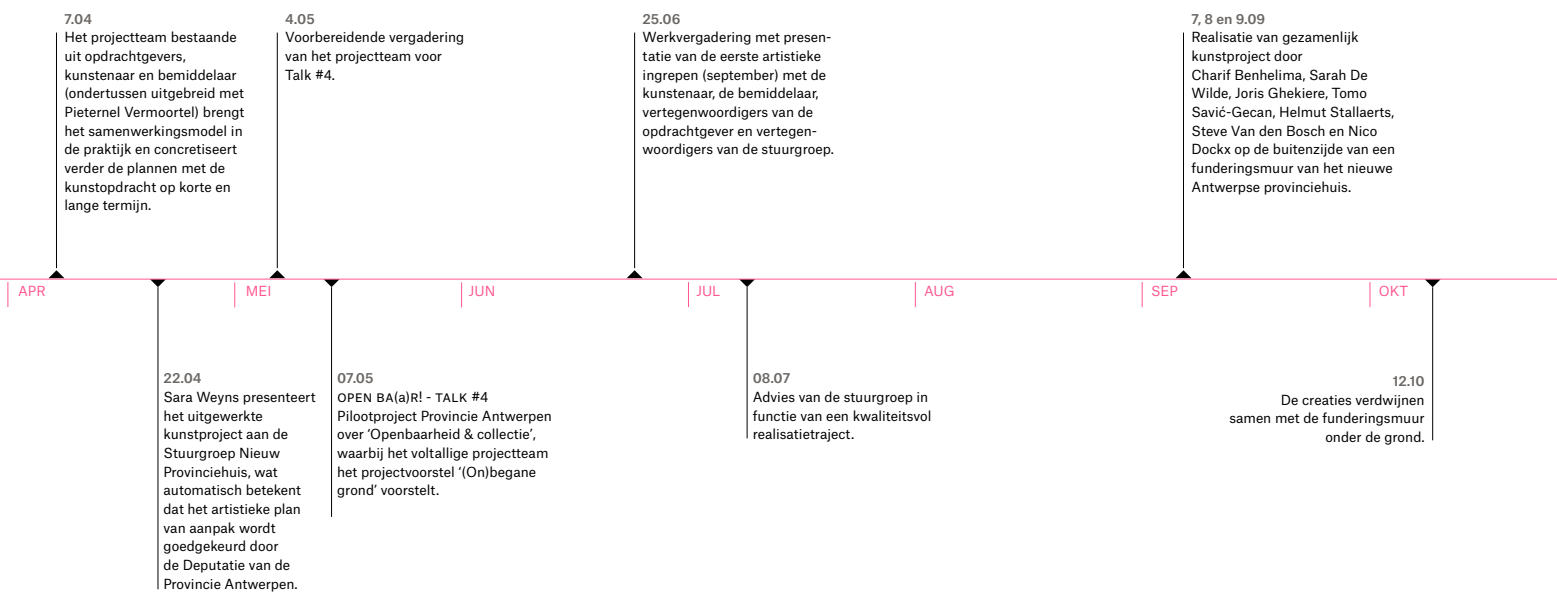 7.04
Het projectteam bestaande
uit opdrachtgevers,
kunstenaar en bemiddelaar
(ondertussen uitgebreid met
Pieternel Vermoortel) brengt
het samenwerkingsmodel in
de praktijk en concretiseert
verder de plannen met de
kunstopdracht op korte en
lange termijn.
4.05
Voorbereidende vergadering
van het projectteam voor
Talk #4.
25.06
Werkvergadering met presen-
tatie van de eerste artistieke
ingrepen (september) met de
kunstenaar, de bemiddelaar,
vertegenwoordigers van de
opdrachtgever en vertegen-
woordigers van de stuurgroep.
7, 8 en 9.09
Realisatie van gezamenlijk
kunstproject door
Charif Benhelima, Sarah De
Wilde, Joris Ghekiere, Tomo
Savić-Gecan, Helmut Stallaerts,
Steve Van den Bosch en Nico
Dockx op de buitenzijde van een
funderingsmuur van het nieuwe
Antwerpse provinciehuis.
APR
MEI
JUN
JUL
AUG
SEP
OKT
22.04
Sara Weyns presenteert
het uitgewerkte
kunstproject aan de
Stuurgroep Nieuw
Provinciehuis, wat
automatisch betekent
dat het artistieke plan
van aanpak wordt
goedgekeurd door
de Deputatie van de
Provincie Antwerpen.
07.05
OPEN BA(a)R! - TALK #4
Pilootproject Provincie Antwerpen
over ‘Openbaarheid & collectie’,
waarbij het voltallige projectteam
het projectvoorstel ‘(On)begane
grond’ voorstelt.
08.07
Advies van de stuurgroep in
functie van een kwaliteitsvol
realisatietraject.
12.10
De creaties verdwijnen
samen met de funderingsmuur
onder de grond.